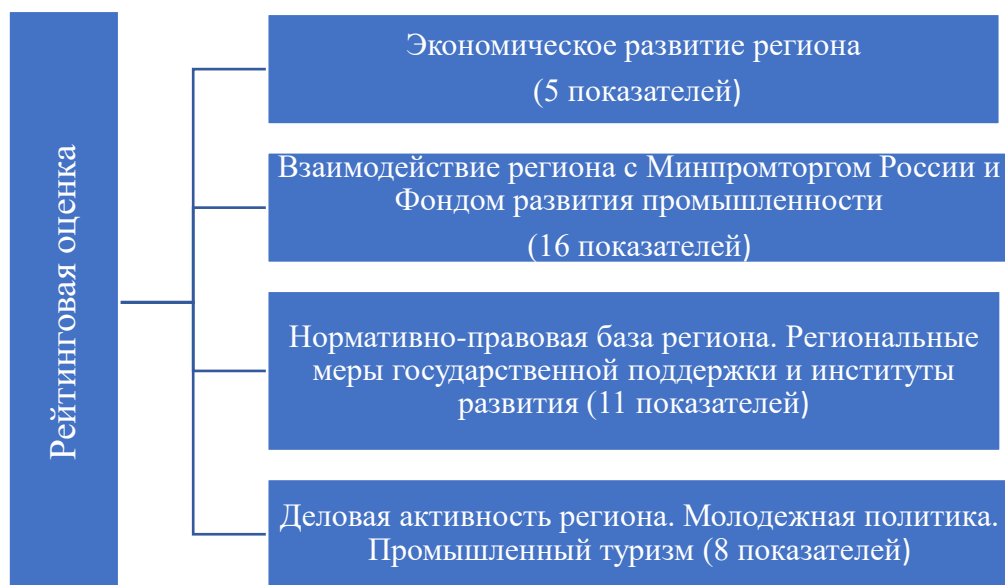 Рейтинговая оценка
Экономическое развитие региона
(5 показателей)
Взаимодействие региона с Минпромторгом России и
Фондом развития промышленности
(16 показателей)
Нормативно-правовая база региона. Региональные
меры государственной поддержки и институты
развития (11 показателей)
Деловая активность региона. Молодежная политика.
Промышленный туризм (8 показателей)